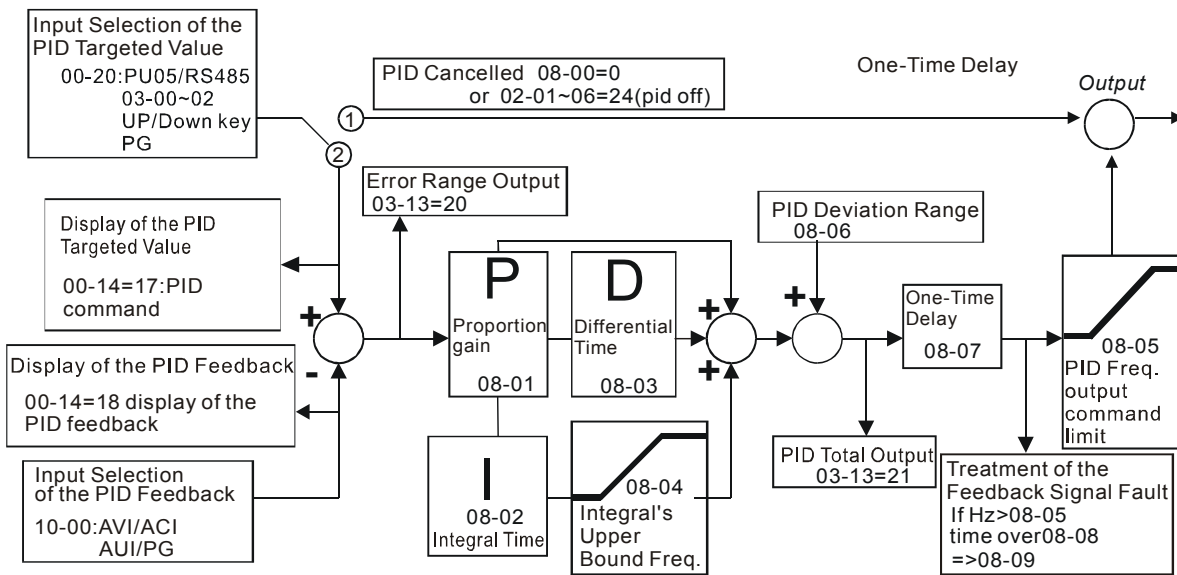 Input Selection of the
PID Targeted Value
00-20:PU05/RS485
03-00~02
UP/Down key
PG
1
2
PID Cancelled 08-00=0
or 02-01~06=24(pid off)
One-Time Delay
Output
Error Range Output
03-13=20
Display of the PID
Targeted Value
00-14=17:PID
command
+
-
Display of the PID Feedback
00-14=18 display of the
PID feedback
Input Selection
of the PID Feedback
10-00:AVI/ACI
AUI/PG
P
Proportion
gain
08-01
D
Differential
Time
08-03
I
08-02
Integral Time
08-04
Integral's
Upper
Bound Freq.
+
+
+
PID Deviation Range
08-06
+
One-Time
Delay
08-07
PID Total Output
03-13=21
08-05
PID Freq.
output
command
limit
Treatment of the
Feedback Signal Fault
If Hz>08-05
time over08-08
=>08-09